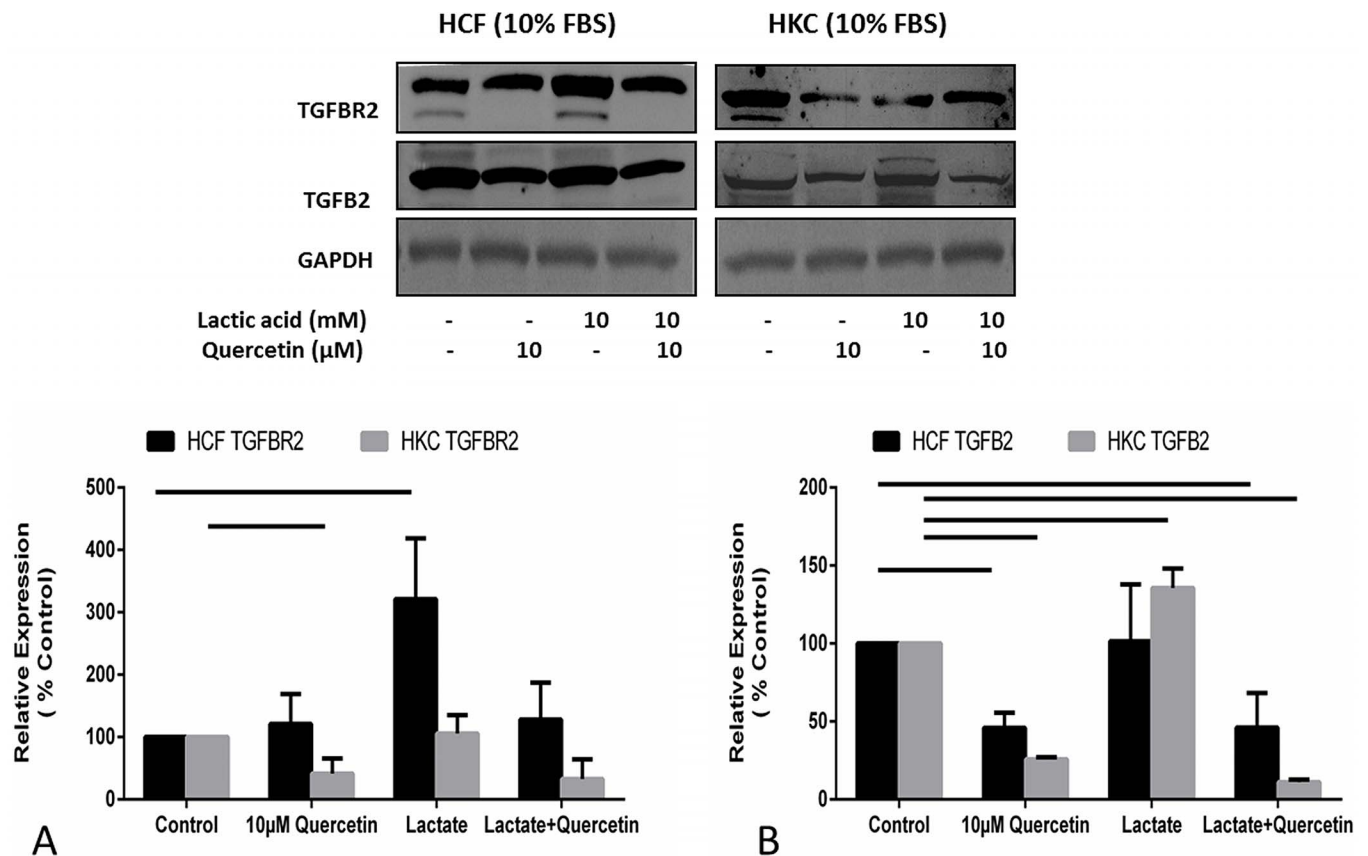 HCF (10% FBS) HKC (10% FBS)
TGFBR2
TGFB2
GAPDH
Lactic acid (mM) - - 10 10 - - 10 10
Quercetin (µM) - 10 - 10 - 10 - 10
HCF TGFBR2 HKC TGFBR2
500
400
300
200
100
0
Relative Expression
( % Control)
Control 10µM Quercetin Lactate Lactate+Quercetin
A
HCF TGFB2 HKC TGFB2
200
150
100
50
0
Relative Expression
( % Control)
Control 10µM Quercetin Lactate Lactate+Quercetin
B